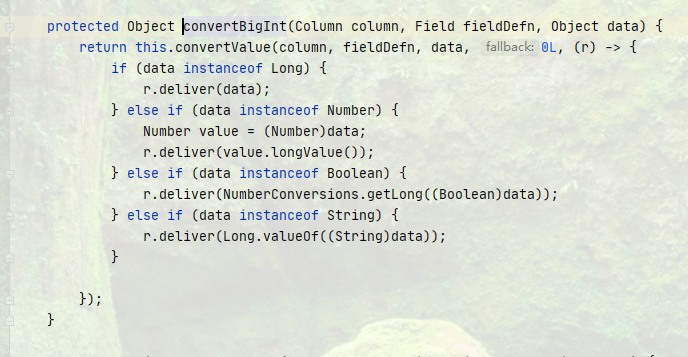 protected Object convertBigInt(Column column, Field fieldDefn, Object data) {
    return this.convertValue(column, fieldDefn, data, fallback: 0L, (r) -> {
        if (data instanceof Long) {
            r.deliver(data);
        } else if (data instanceof Number) {
            Number value = (Number)data;
            r.deliver(value.longValue());
        } else if (data instanceof Boolean) {
            r.deliver(NumberConversions.getLong((Boolean)data));
        } else if (data instanceof String) {
            r.deliver(Long.valueOf((String)data));
        }
    });
}